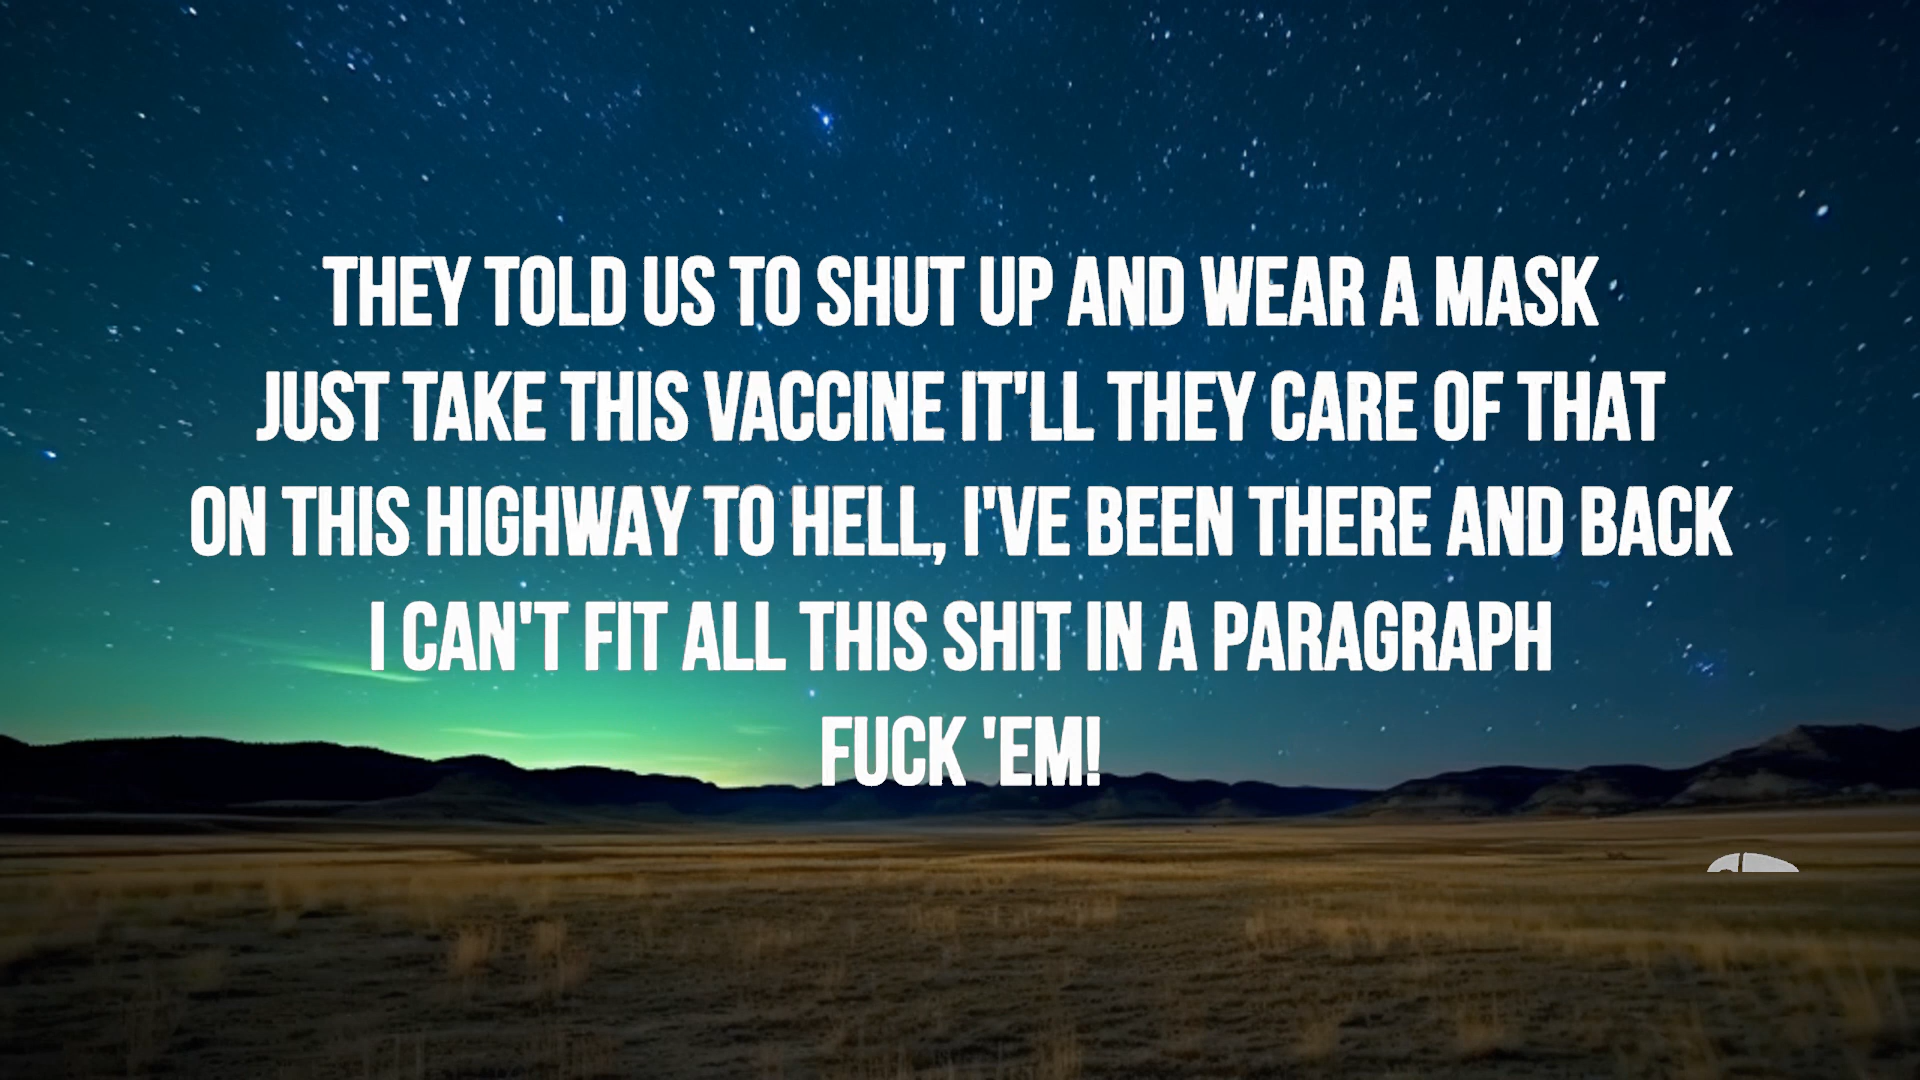 THEY TOLD US TO SHUT UP AND WEAR A MASK
JUST TAKE THIS VACCINE IT'LL THEY CARE OF THAT
ON THIS HIGHWAY TO HELL, I'VE BEEN THERE AND BACK
I CAN'T FIT ALL THIS SHIT IN A PARAGRAPH
FUCK 'EM!